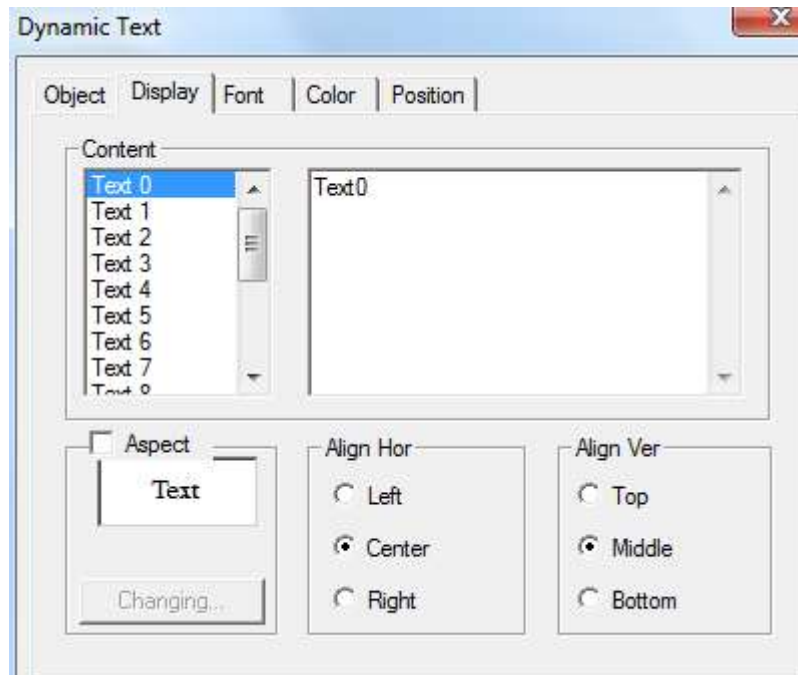 Dynamic Text
Object Display Font Color Position
Content
Text 0
Text 1
Text 2
Text 3
Text 4
Text 5
Text 6
Text 7
Text 8
Text0
Aspect
Text
Changing...
Align Hor
Left
Center
Right
Align Ver
Top
Middle
Bottom